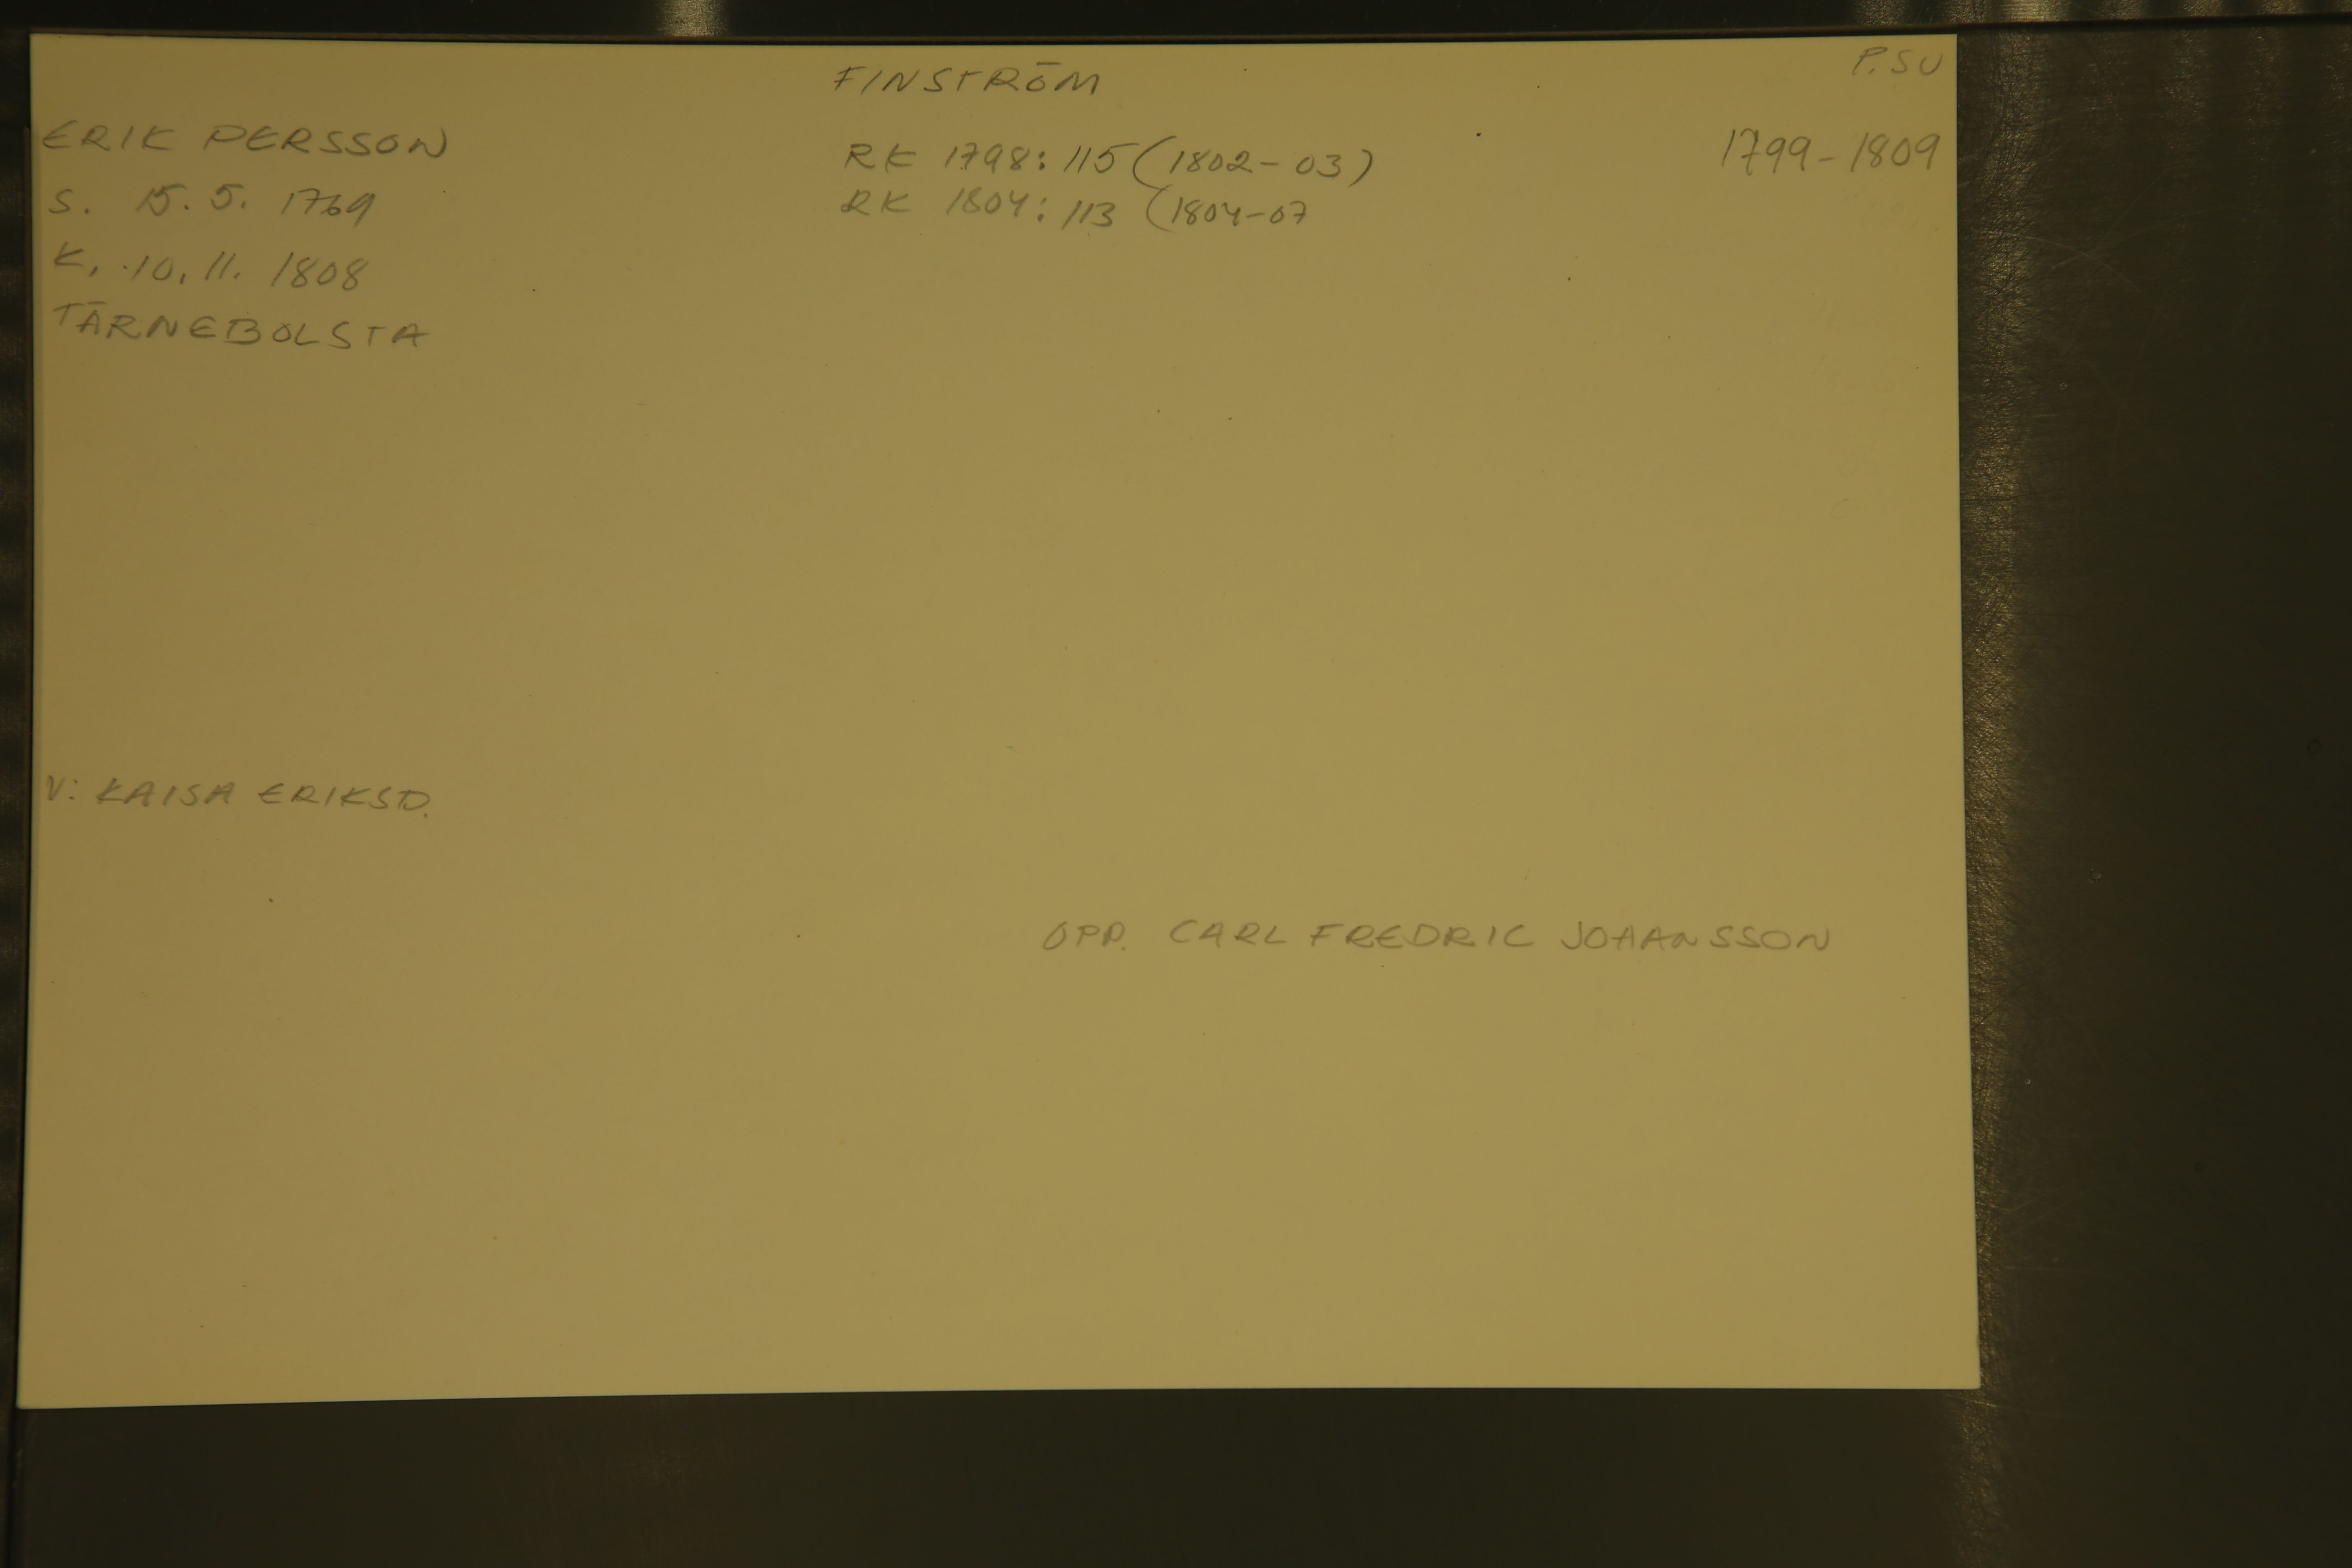 FINSTRÖM
P.SU
ERIK PERSSON
RK 1798: 115 (1802-03)
1799-1809
S. 15.5. 1769
RK 1804: 113 (1804-07
K. 10.11. 1808
TÄRNEBOLSTA
V: KAISA ERIKSD.
OPP. CARL FREDRIC JOHANSSON